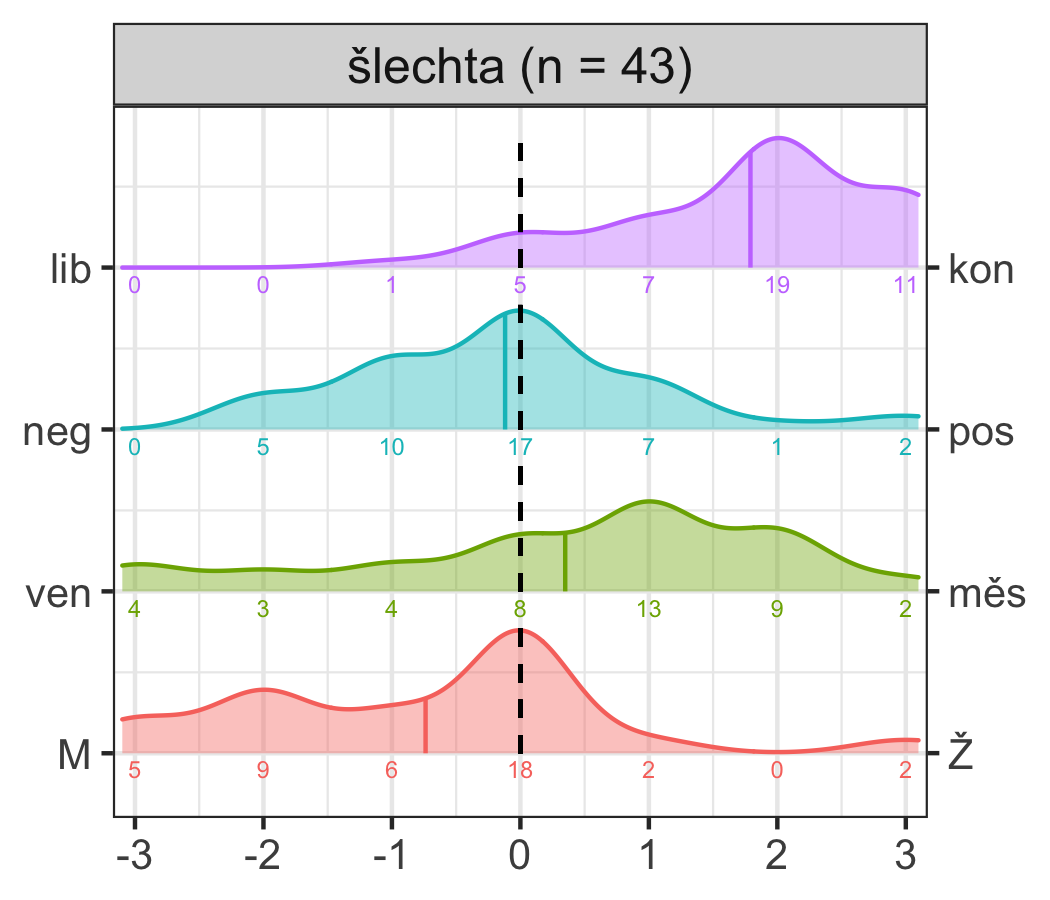 šlechta (n = 43)
lib kon
0 0 1 5 7 19 11
neg pos
0 5 10 17 7 1 2
ven měs
4 3 4 8 13 9 2
M Ž
5 9 6 18 2 0 2
-3 -2 -1 0 1 2 3